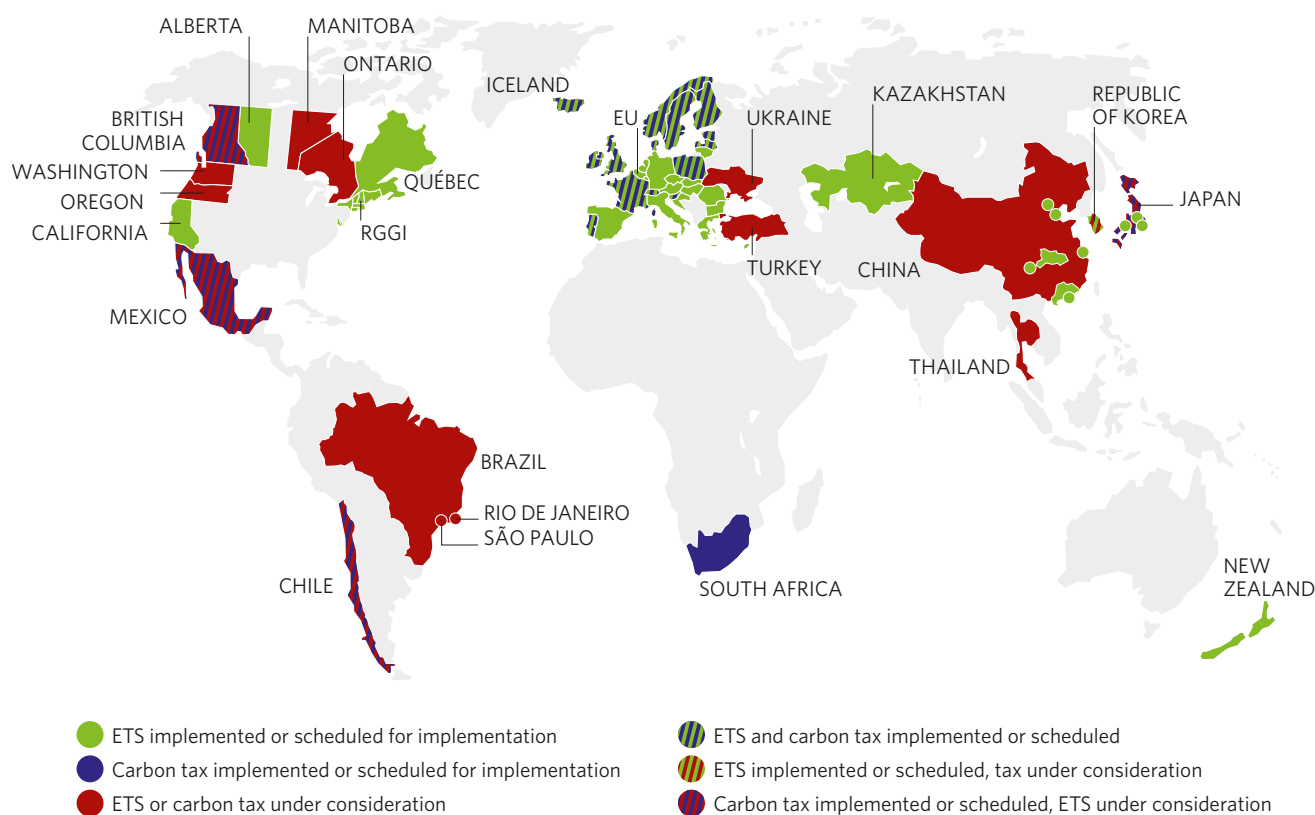 ALBERTA
MANITOBA
ONTARIO
ICELAND
BRITISH
COLUMBIA
WASHINGTON
OREGON
CALIFORNIA
QUÉBEC
RGGI
MEXICO
EU
UKRAINE
KAZAKHSTAN
REPUBLIC
OF KOREA
JAPAN
TURKEY
CHINA
THAILAND
BRAZIL
RIO DE JANEIRO
SÃO PAULO
CHILE
SOUTH AFRICA
NEW
ZEALAND
ETS implemented or scheduled for implementation
Carbon tax implemented or scheduled for implementation
ETS or carbon tax under consideration
ETS and carbon tax implemented or scheduled
ETS implemented or scheduled, tax under consideration
Carbon tax implemented or scheduled, ETS under consideration